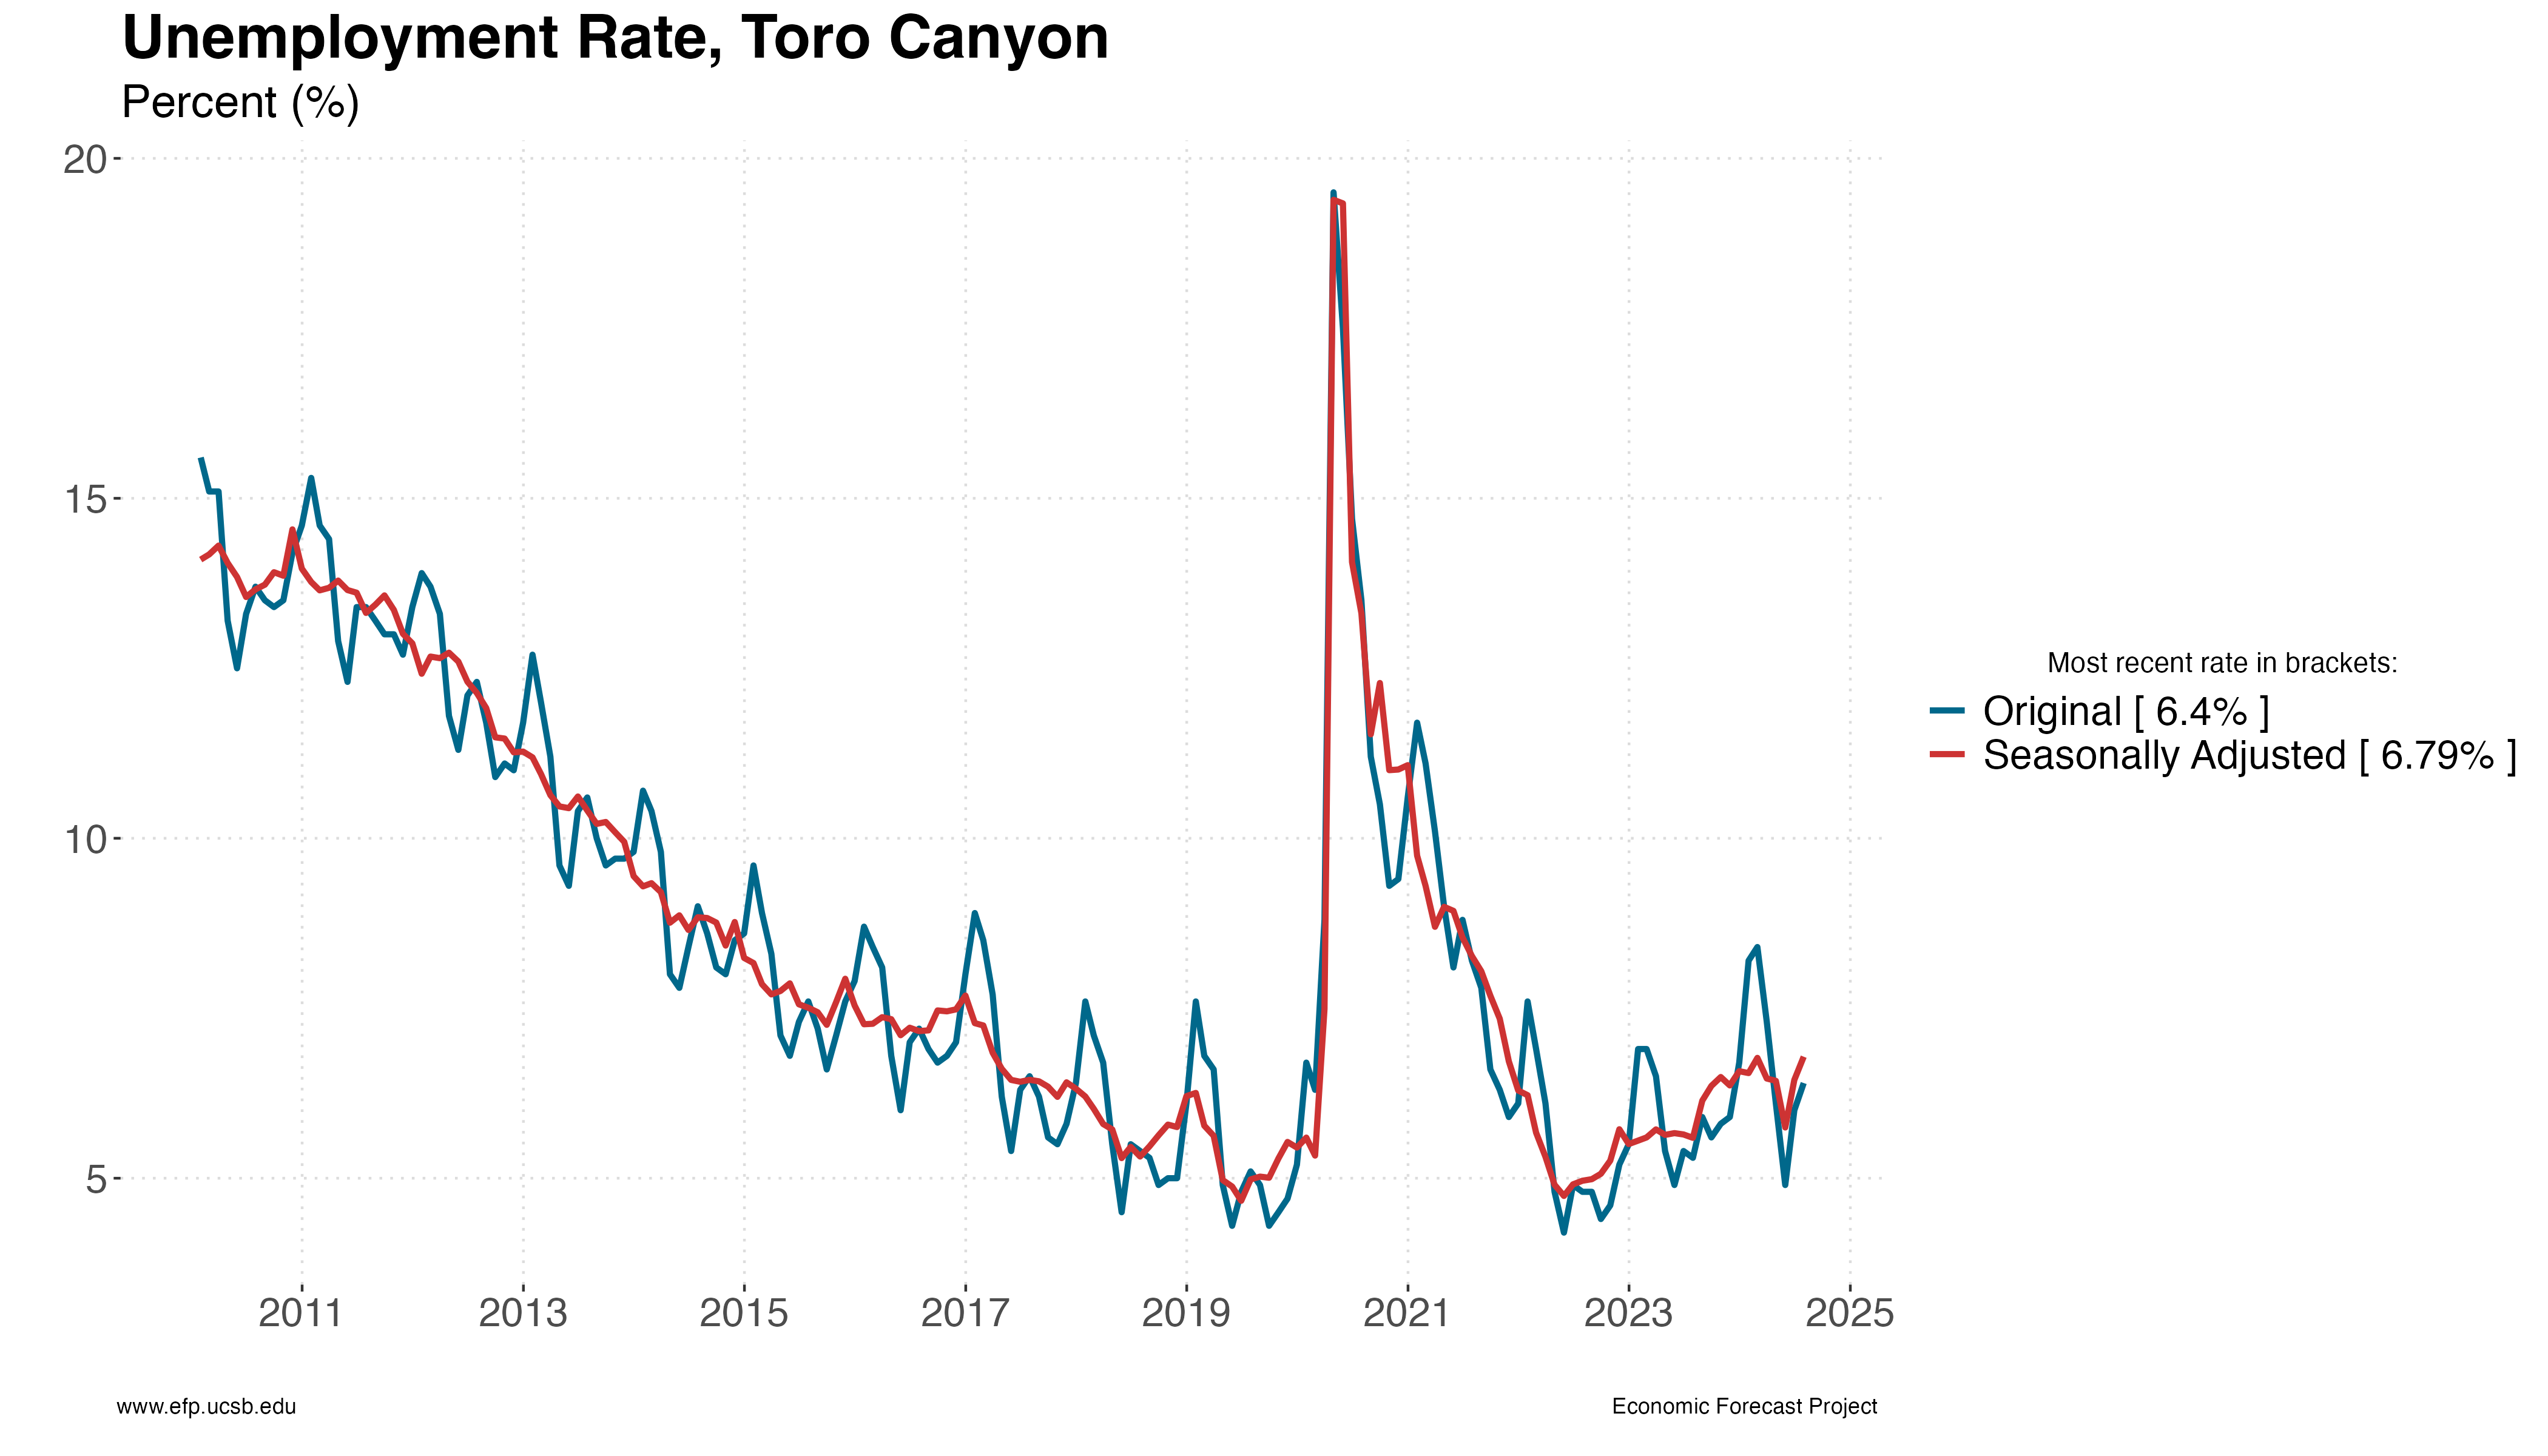 Unemployment Rate, Toro Canyon
Percent (%)
20
15
10
5
2011 2013 2015 2017 2019 2021 2023 2025
Most recent rate in brackets:
Original [ 6.4% ]
Seasonally Adjusted [ 6.79% ]
www.efp.ucsb.edu
Economic Forecast Project